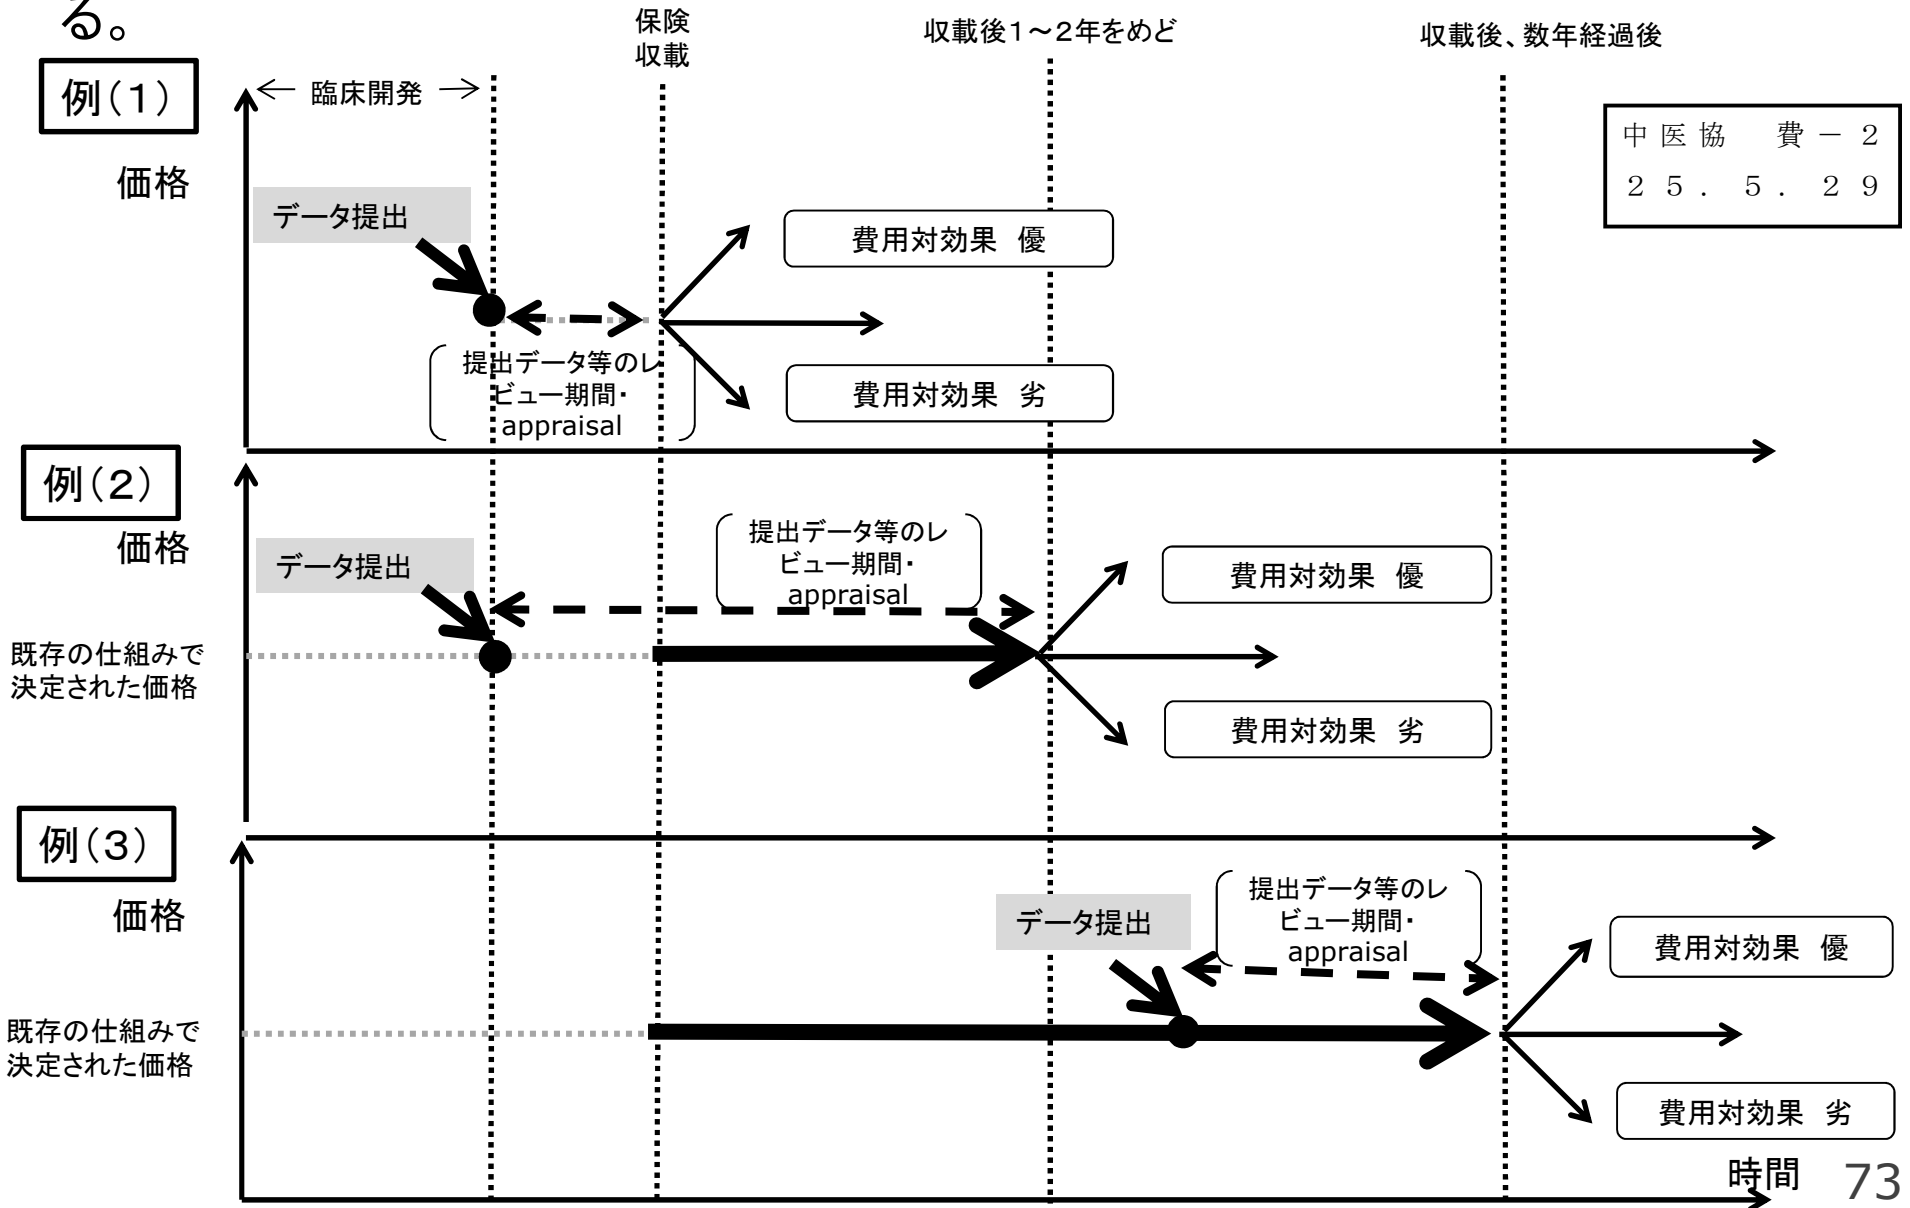 る。
保険
収載
収載後1～2年をめど
収載後、数年経過後
例(1)
臨床開発
中医協　費－2
25.5.29
価格
データ提出
費用対効果 優
提出データ等のレ
ビュー期間・
appraisal
費用対効果 劣
例(2)
価格
データ提出
提出データ等のレ
ビュー期間・
appraisal
費用対効果 優
既存の仕組みで
決定された価格
費用対効果 劣
例(3)
価格
データ提出
提出データ等のレ
ビュー期間・
appraisal
費用対効果 優
既存の仕組みで
決定された価格
費用対効果 劣
時間
73